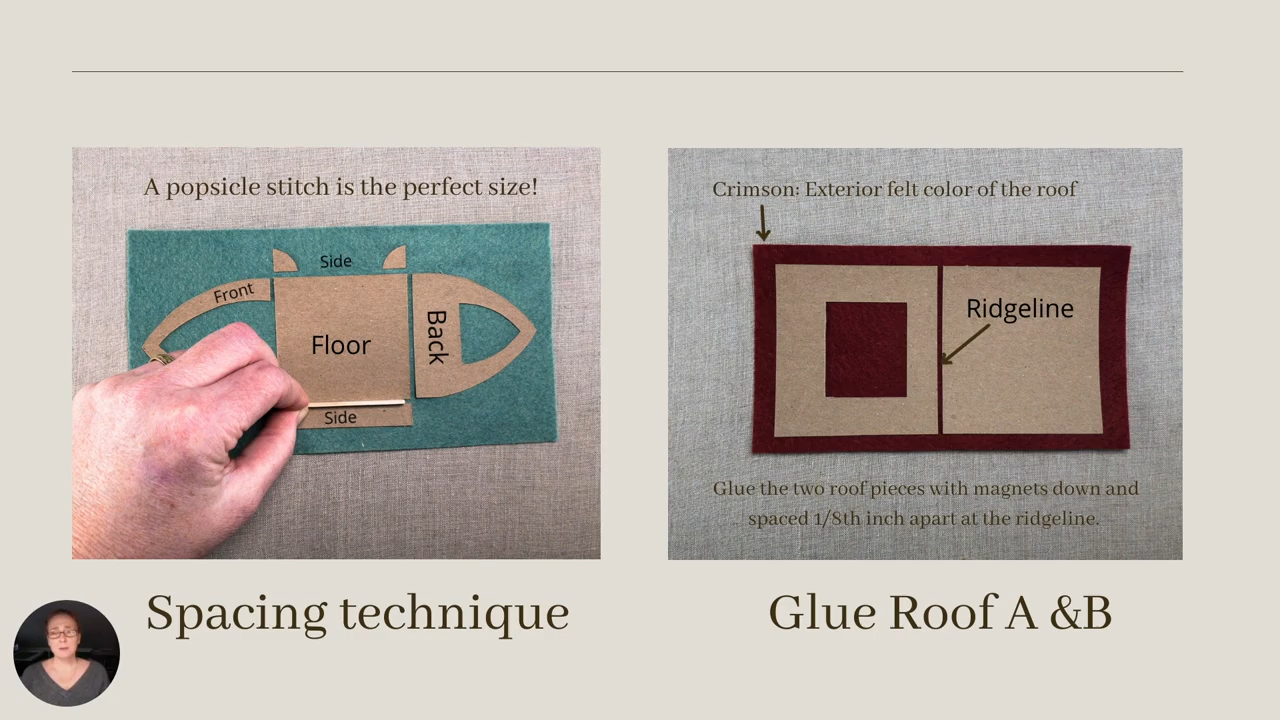 A popsicle stitch is the perfect size!
Side
Front
Floor
Back
Side
Spacing technique
Crimson: Exterior felt color of the roof
Ridgeline
Glue the two roof pieces with magnets down and
spaced 1/8th inch apart at the ridgeline.
Glue Roof A &B